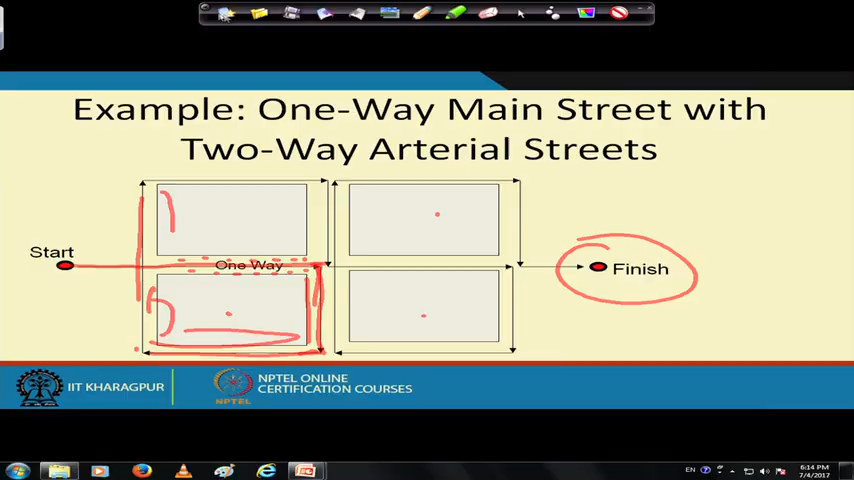 Example: One-Way Main Street with
Two-Way Arterial Streets
Start
One Way
Finish
IIT KHARAGPUR
NPTEL
NPTEL ONLINE
CERTIFICATION COURSES
EN
6:14 PM
7/4/2017